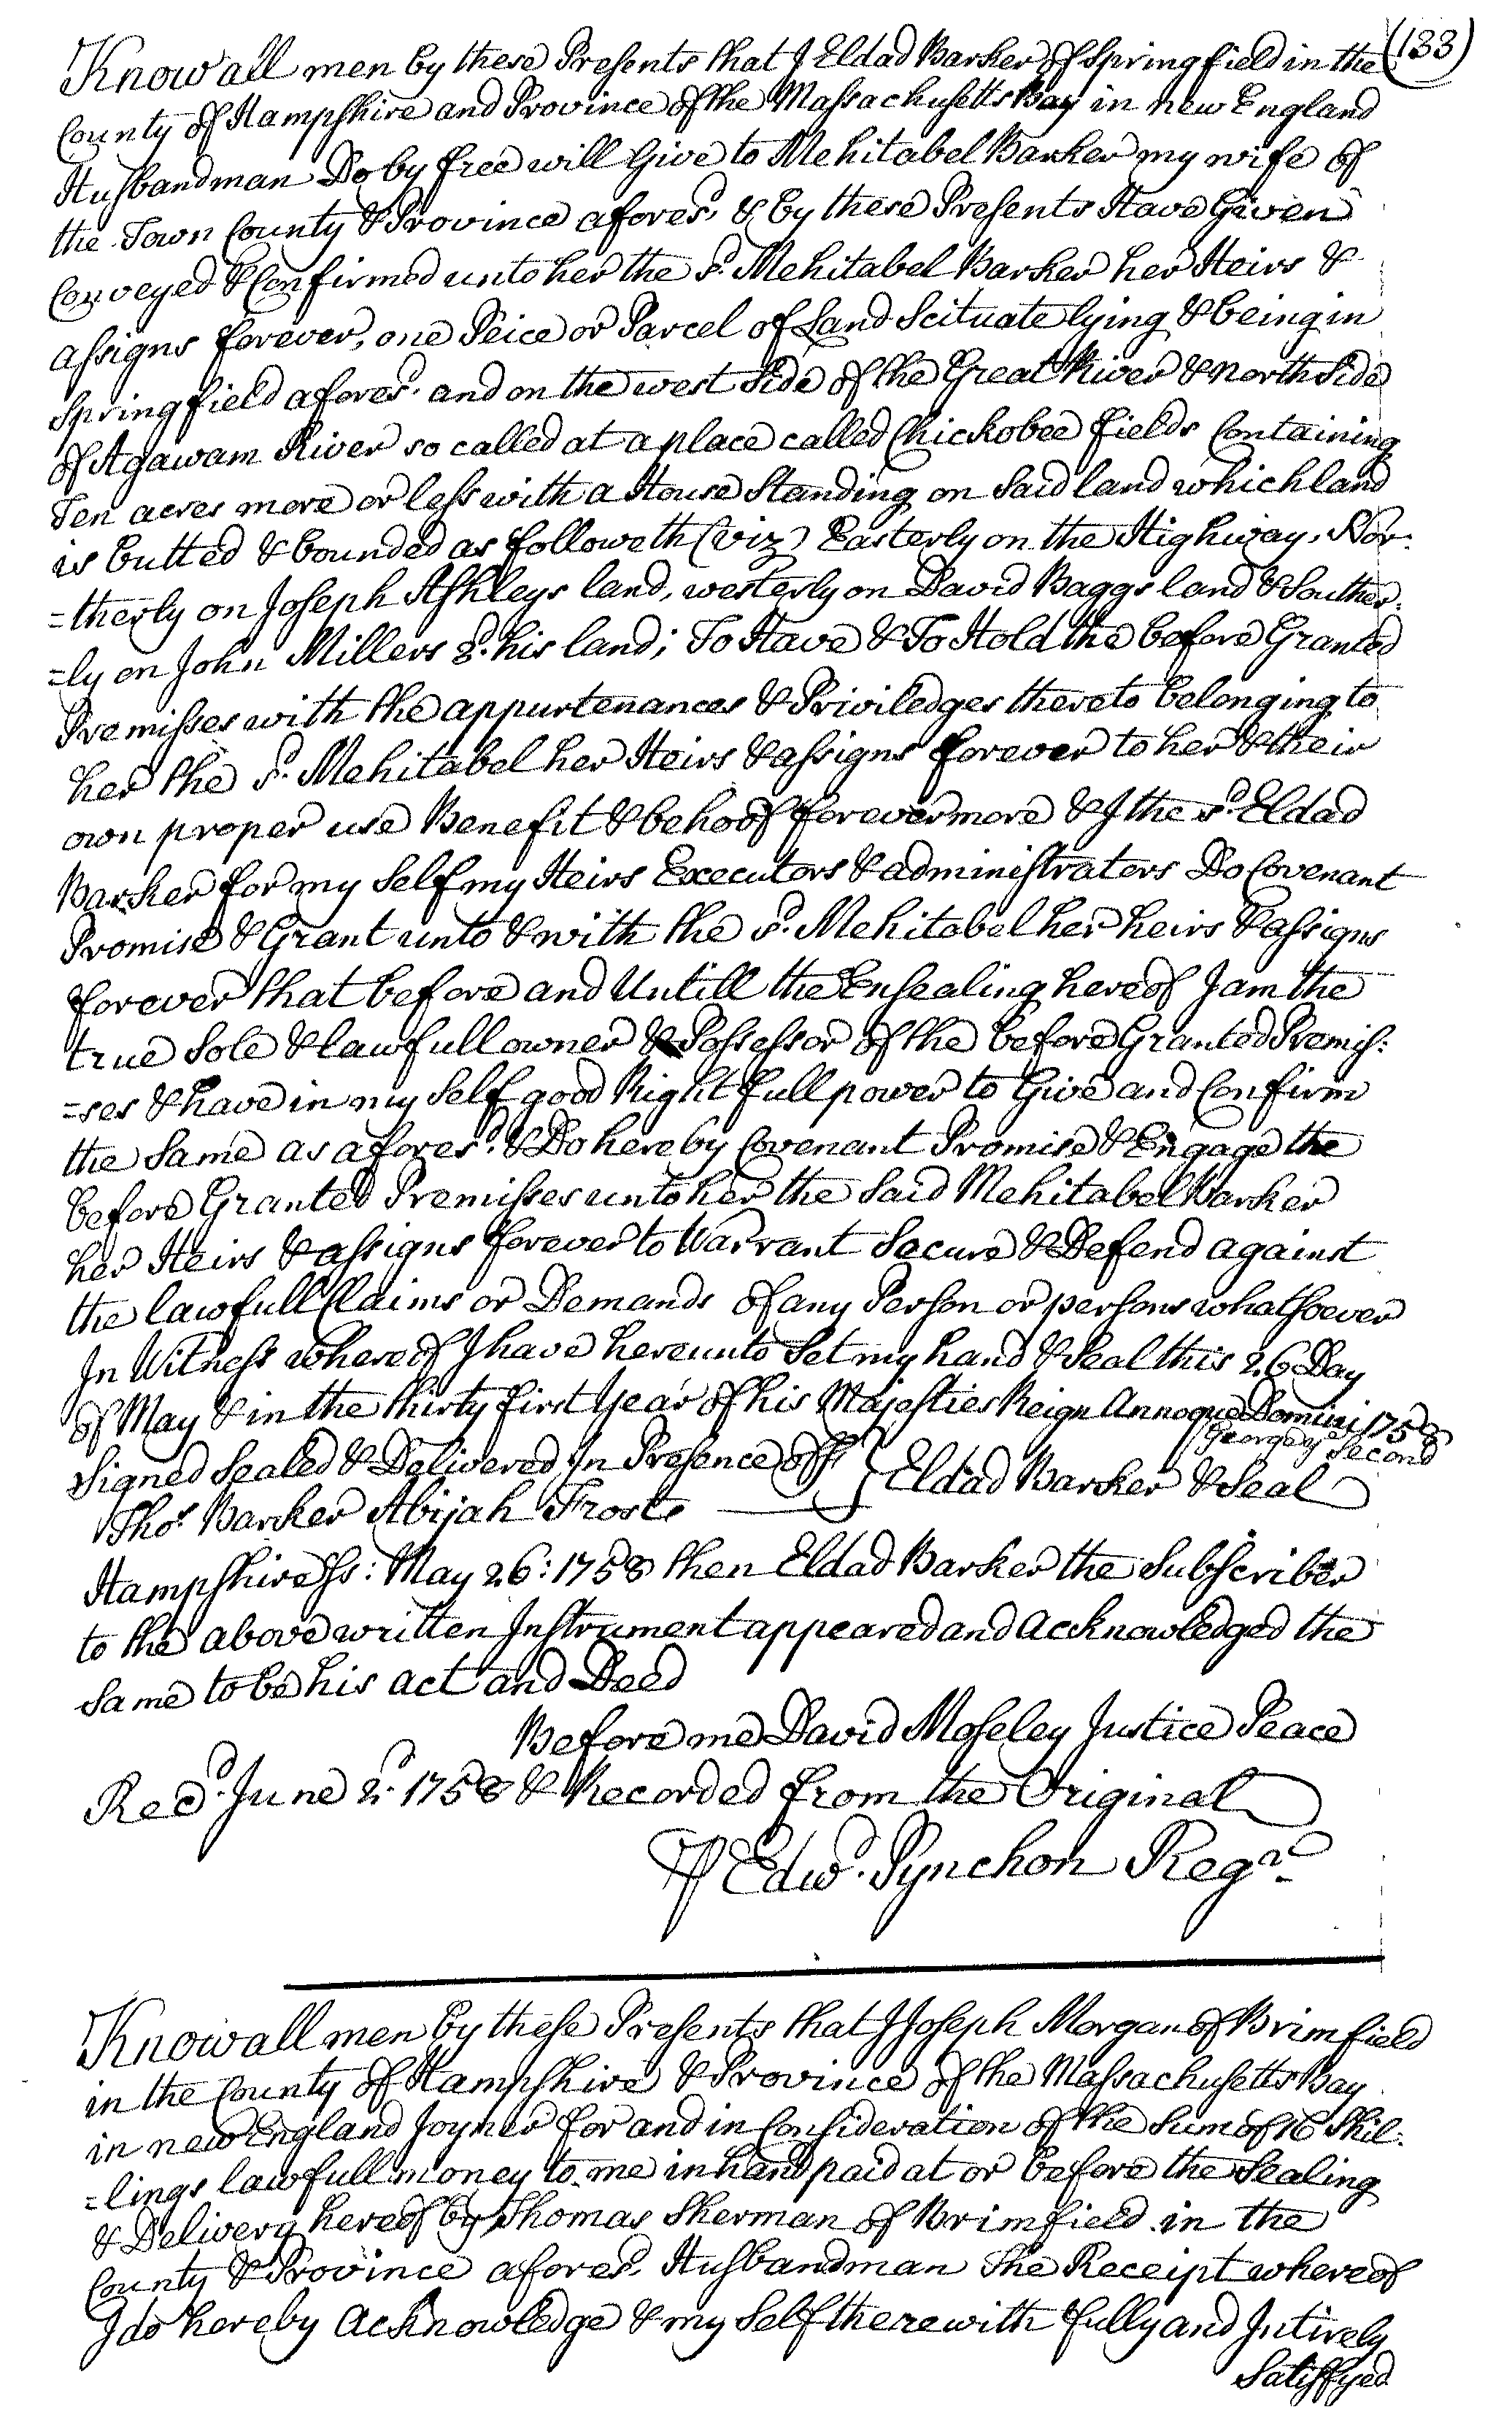 (133)
Know all men by these Presents that I Eldad Barker of Springfield in the
County of Hampshire and Province of the Massachusetts Bay in new England
Husbandman Do by free will Give to Mehitabel Barker my wife of
the Town County & Province afores.d & by these Presents Have Given
Conveyed & Confirmed unto her the s.d Mehitabel Barker her Heirs &
assigns forever, one Peice or Parcel of Land Scituate lying & being in
Springfield afores.d and on the west Side of the Great River & north Side
of Agawam River so called at a place called Chickobee fields Containing
Ten acres more or less with a House Standing on Said land which land
is butted & bounded as followeth (viz) Easterly on the Highway, Nor:
=therly on Joseph Ashleys land, westerly on David Baggs land & Souther:
=ly on John Millers 2.d his land; To Have & To Hold the before Granted
Premisses with the appurtenances & Priviledges thereto belonging to
her the s.d Mehitabel her Heirs & assigns forever to her & their
own proper use Benefit & behoof forevermore & I the s.d Eldad
Barker for my Self my Heirs Executors & administrators Do Covenant
Promise & Grant unto & with the s.d Mehitabel her heirs & assigns
forever that before and Untill the Ensealing hereof I am the
true Sole & lawfull owner & Possessor of the before Granted Premis:
=ses & have in my Self good Right full power to Give and Confirm
the Same as afores.d & Do hereby Covenant Promise & Engage the
before Granted Premisses unto her the Said Mehitabel Barker
her Heirs & assigns forever to Warrant Secure & Defend against
the lawfull Claims or Demands of any Person or persons whatsoever
In Witness whereof I have hereunto Set my hand & Seal this 26 Day
of May & in the thirty first Year of his Majesties Reign Annoque Domini 1758
George y.e Second
Signed Sealed & Delivered In Presence off } Eldad Barker & Seal
Tho.s Barker Abijah Frost
Hampshire Ss: May 26: 1758 then Eldad Barker the Subscriber
to the above written Instrument appeared and acknowledged the
Same to be his act and Deed
Before me David Moseley Justice Peace
Rec.d June 2.d 1758 & Recorded from the Original
P Edw.d Pynchon Reg.r
Know all men by these Presents that I Joseph Morgan of Brimfield
in the County of Hampshire & Province of the Massachusetts Bay
in new England Joyner for and in Consideration of the Sum of 16 Shil:
=lings lawfull money to me in hand paid at or before the Sealing
& Delivery hereof by Thomas Sherman of Brimfield in the
County & Province afores.d Husbandman The Receipt whereof
I do hereby acknowledge & my Self therewith fully and Intirely
Satisfyed